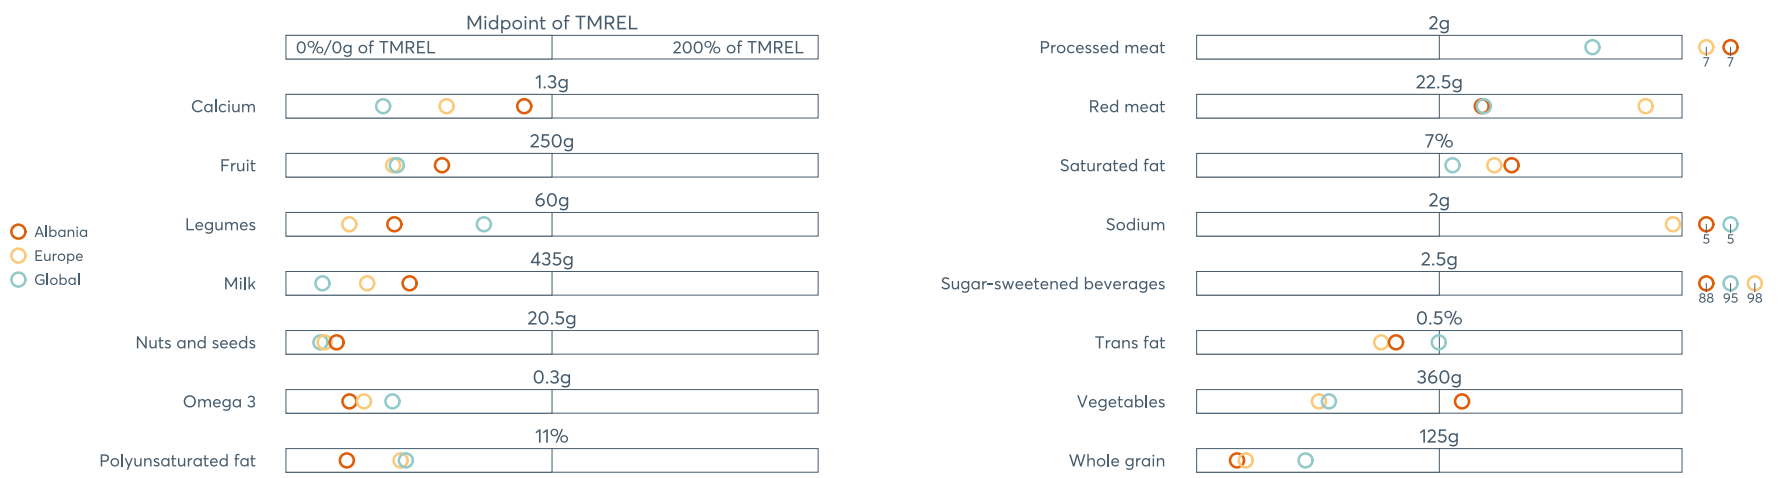 Albania
Europe
Global
Midpoint of TMREL
0%/0g of TMREL 200% of TMREL
Calcium
1.3g
Fruit
250g
Legumes
60g
Milk
435g
Nuts and seeds
20.5g
Omega 3
0.3g
Polyunsaturated fat
11%
Processed meat
2g
7 7
Red meat
22.5g
Saturated fat
7%
Sodium
2g
5 5
Sugar-sweetened beverages
2.5g
88 95 98
Trans fat
0.5%
Vegetables
360g
Whole grain
125g